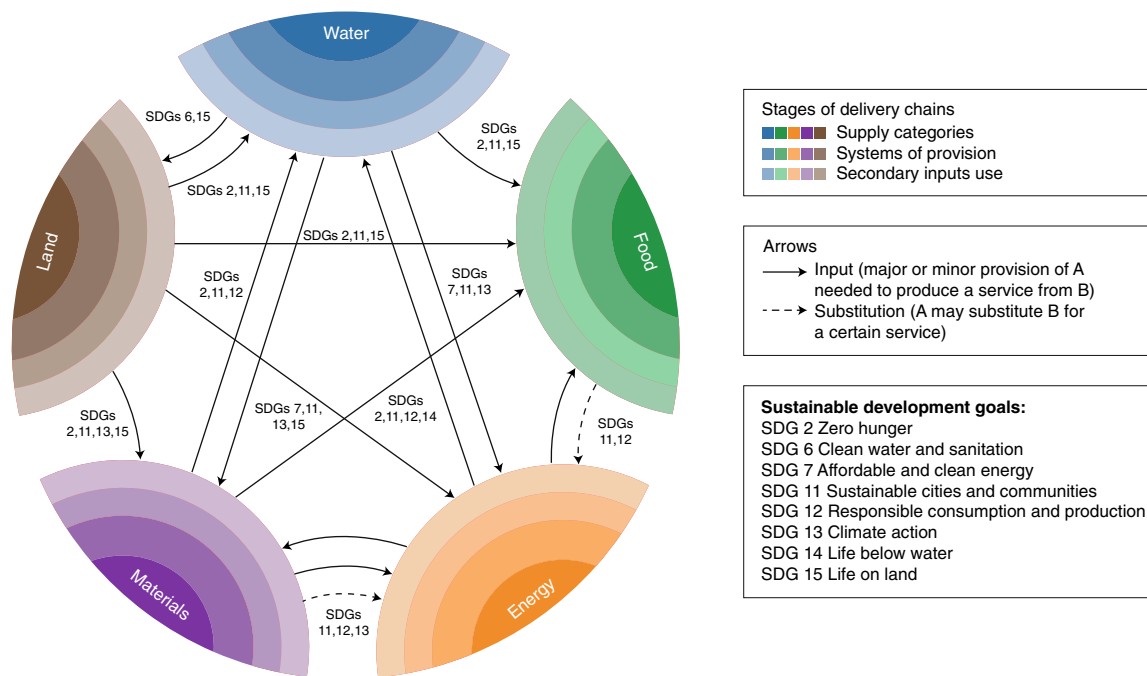 Water
SDGs 6,15
SDGs
2,11,15
SDGs 2,11,15
Land
SDGs 2,11,15
Food
SDGs
2,11,12
SDGs
7,11,13
SDGs
2,11,13,15
SDGs 7,11,
13,15
SDGs
2,11,12,14
SDGs
11,12
Materials
Energy
SDGs
11,12,13
Stages of delivery chains
Supply categories
Systems of provision
Secondary inputs use
Arrows
Input (major or minor provision of A
needed to produce a service from B)
Substitution (A may substitute B for
a certain service)
Sustainable development goals:
SDG 2 Zero hunger
SDG 6 Clean water and sanitation
SDG 7 Affordable and clean energy
SDG 11 Sustainable cities and communities
SDG 12 Responsible consumption and production
SDG 13 Climate action
SDG 14 Life below water
SDG 15 Life on land